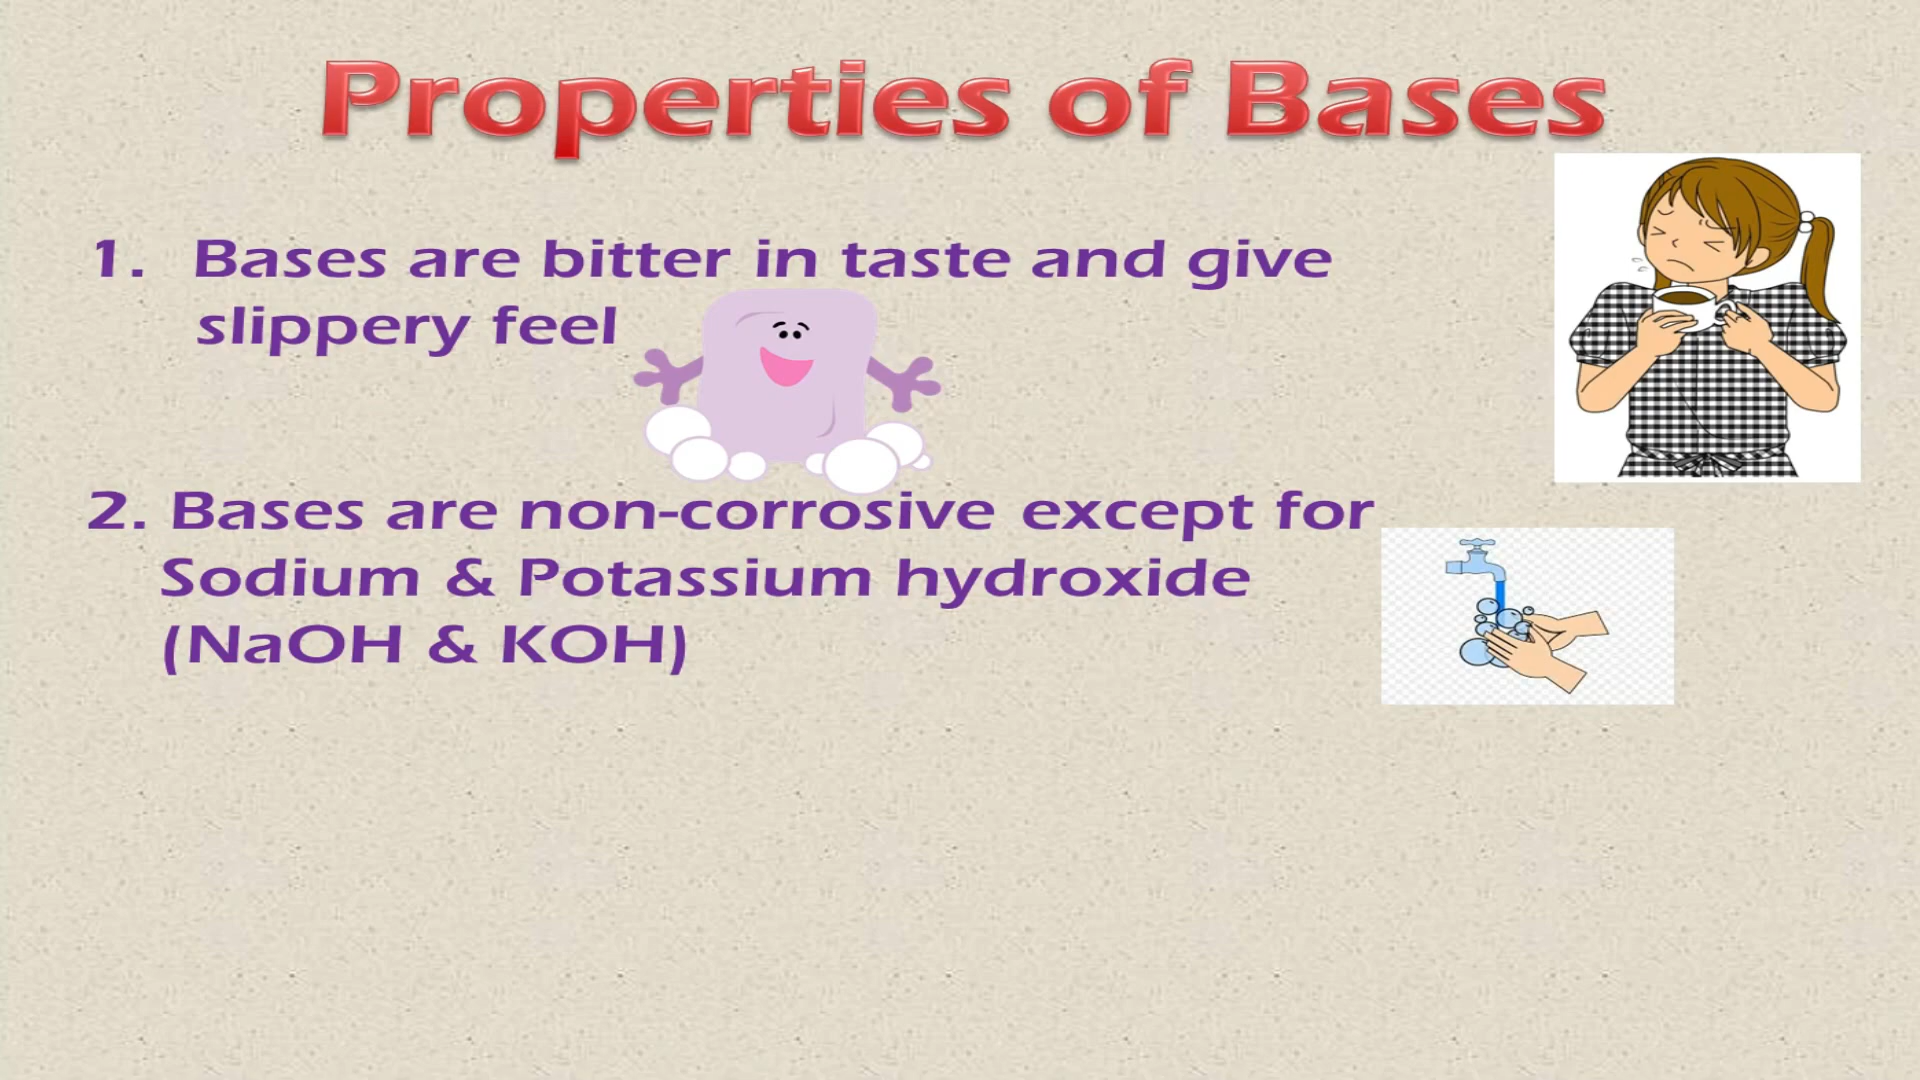 Properties of Bases
1. Bases are bitter in taste and give
slippery feel
2. Bases are non-corrosive except for
Sodium & Potassium hydroxide
(NaOH & KOH)